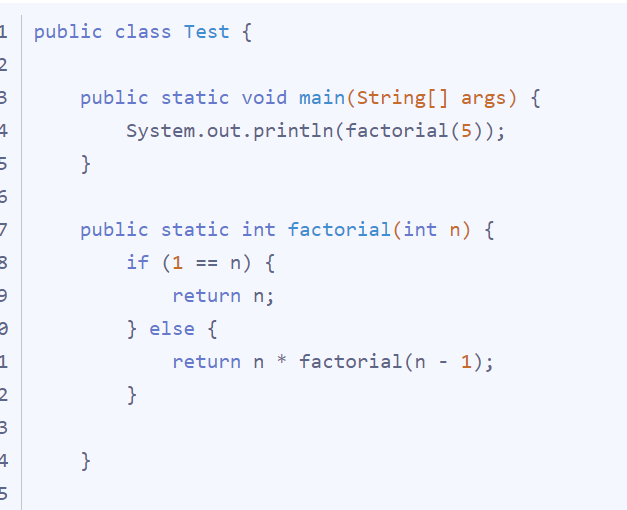 1 public class Test {
2
3 public static void main(String[] args) {
4 System.out.println(factorial(5));
5 }
6
7 public static int factorial(int n) {
8 if (1 == n) {
9 return n;
0 } else {
1 return n * factorial(n - 1);
2 }
3
4 }
5